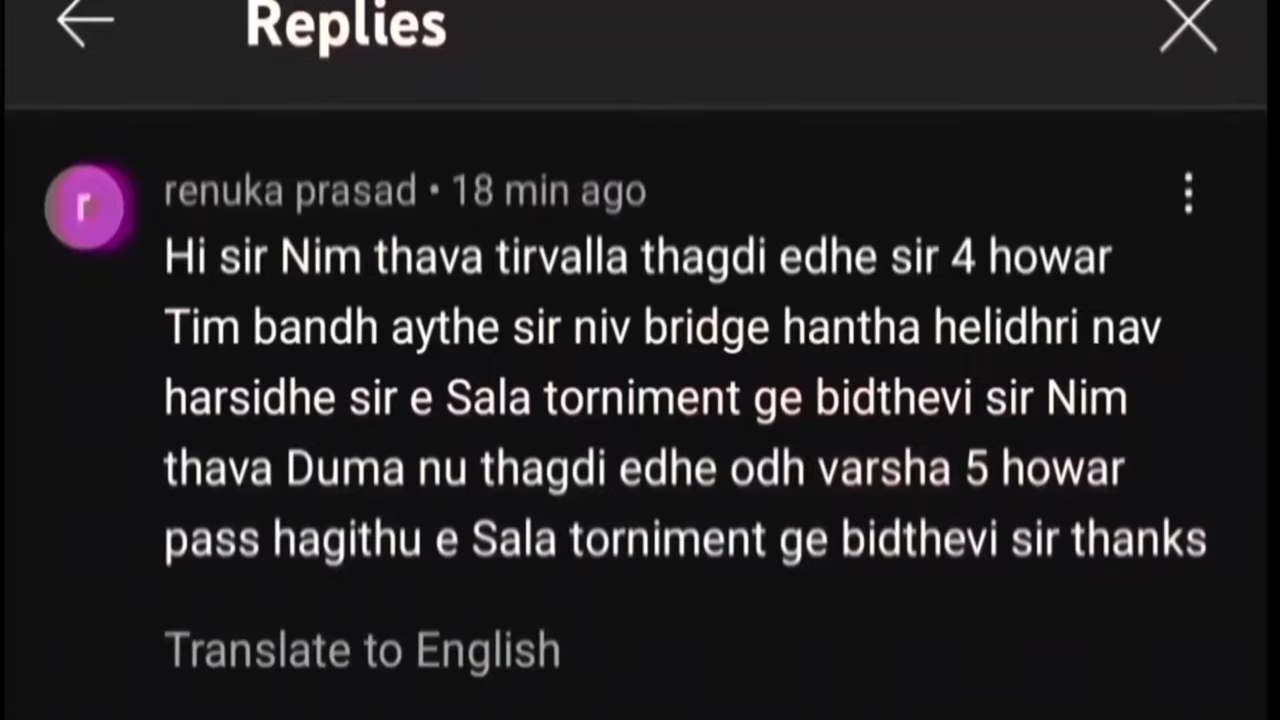 Replies
r
renuka prasad • 18 min ago
Hi sir Nim thava tirvalla thagdi edhe sir 4 howar
Tim bandh aythe sir niv bridge hantha helidhri nav
harsidhe sir e Sala torniment ge bidthevi sir Nim
thava Duma nu thagdi edhe odh varsha 5 howar
pass hagithu e Sala torniment ge bidthevi sir thanks
Translate to English